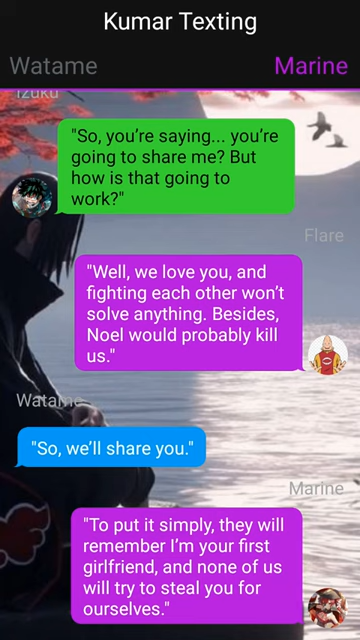 Kumar Texting
Watame
Marine
Izuku
"So, you're saying... you're
going to share me? But
how is that going to
work?"
Flare
"Well, we love you, and
fighting each other won't
solve anything. Besides,
Noel would probably kill
us."
Watame
"So, we'll share you."
Marine
"To put it simply, they will
remember I'm your first
girlfriend, and none of us
will try to steal you for
ourselves."